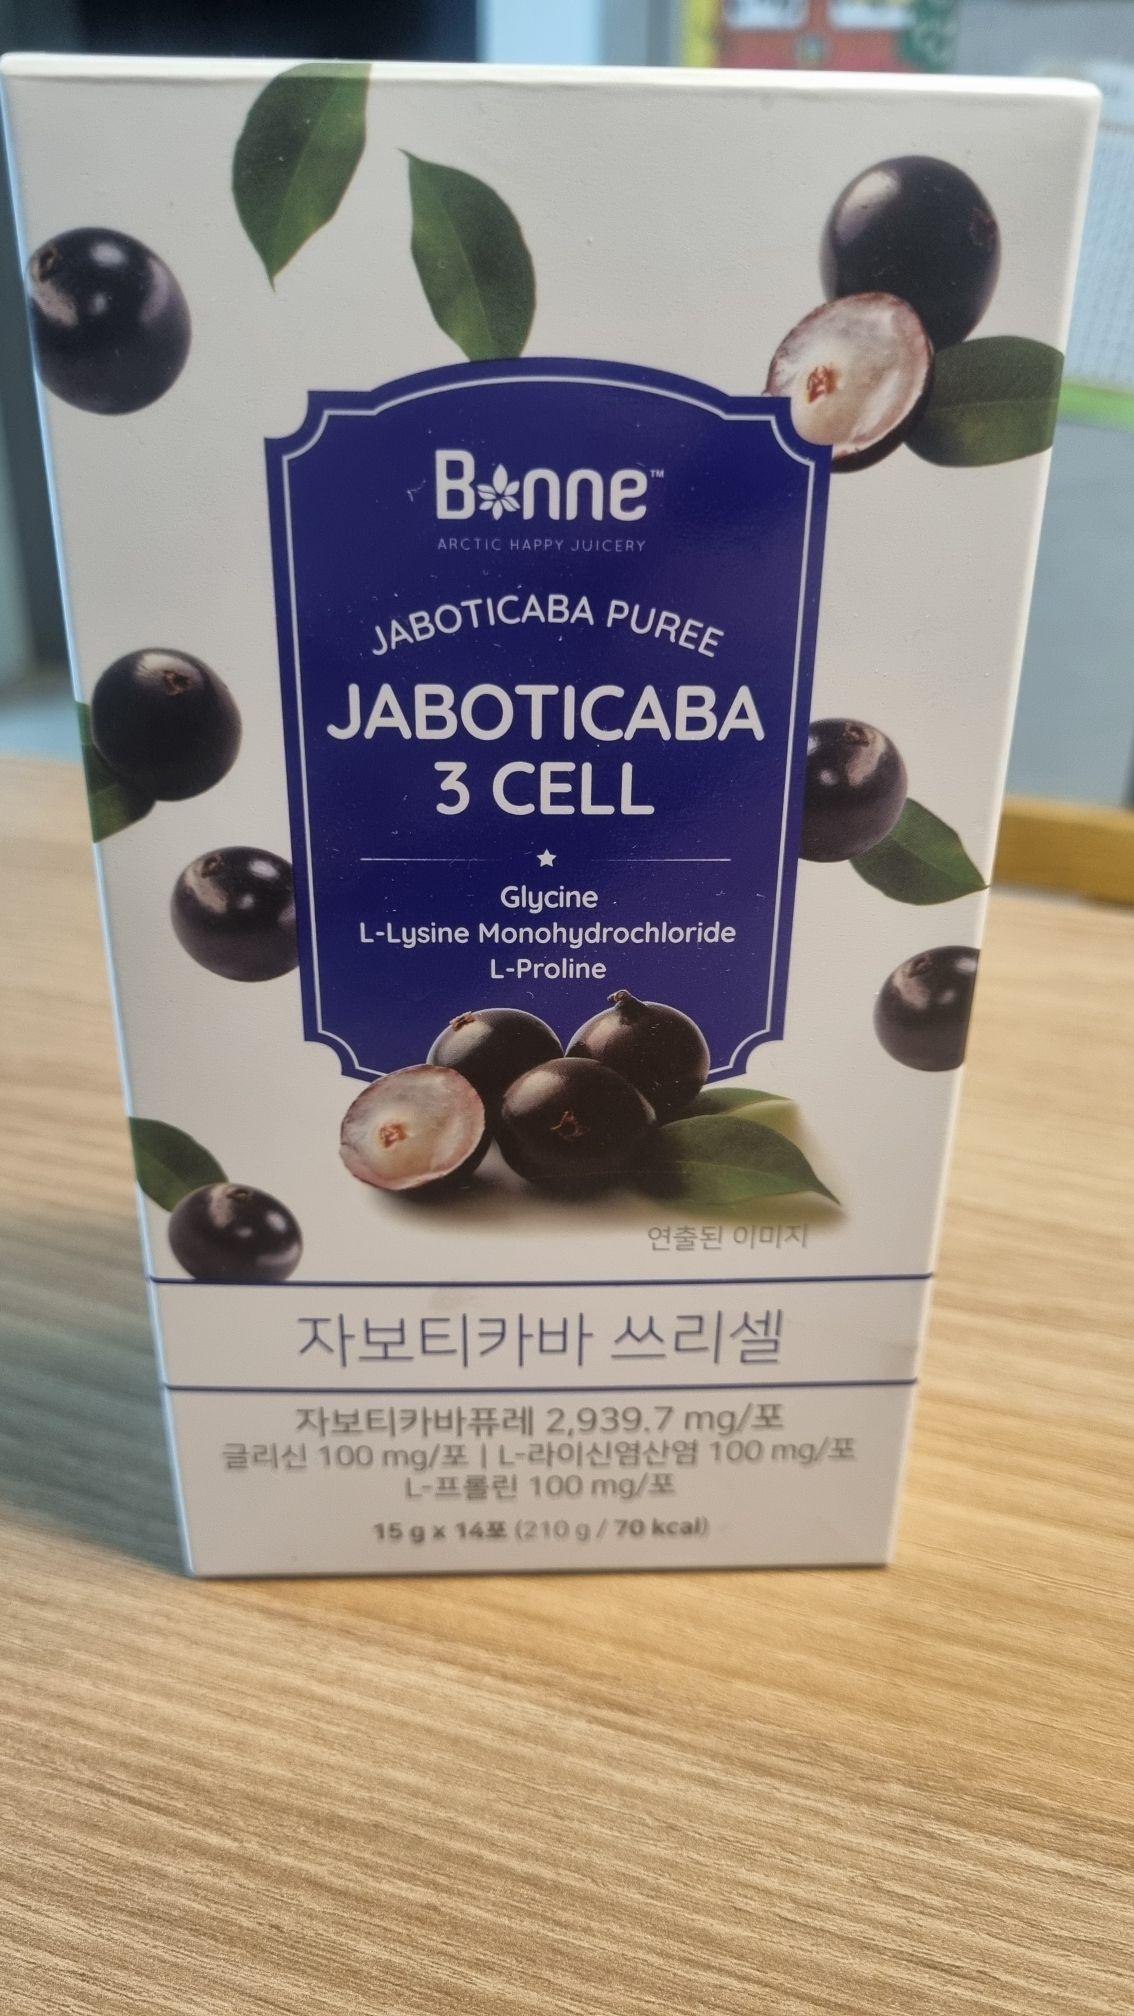 Bonne™
ARCTIC HAPPY JUICERY
JABOTICABA PUREE
JABOTICABA
3 CELL
Glycine
L-Lysine Monohydrochloride
L-Proline
연출된 이미지
자보티카바 쓰리셀
자보티카바퓨레 2,939.7 mg/포
글리신 100 mg/포 | L-라이신염산염 100 mg/포
L-프롤린 100 mg/포
15 g x 14포 (210 g / 70 kcal)